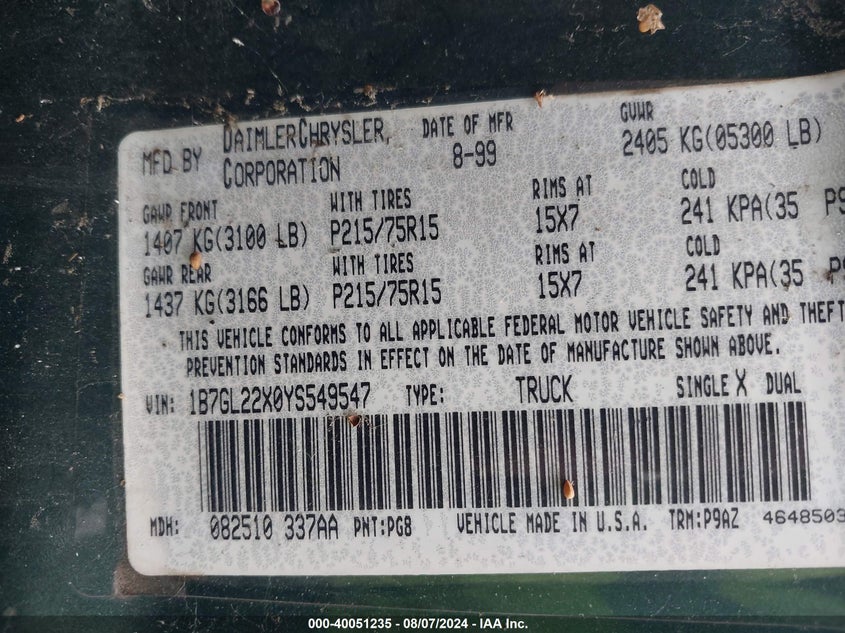 MFD BY DAIMLERCHRYSLER CORPORATION DATE OF MFR 8-99 GVWR 2405 KG(05300 LB)
GAWR FRONT WITH TIRES RIMS AT COLD
1407 KG(3100 LB) P215/75R15 15X7 241 KPA(35 PS
GAWR REAR WITH TIRES RIMS AT COLD
1437 KG(3166 LB) P215/75R15 15X7 241 KPA(35 PS
THIS VEHICLE CONFORMS TO ALL APPLICABLE FEDERAL MOTOR VEHICLE SAFETY AND THEFT
PREVENTION STANDARDS IN EFFECT ON THE DATE OF MANUFACTURE SHOWN ABOVE.
VIN: 1B7GL22X0YS549547 TYPE: TRUCK SINGLE X DUAL
MDH: 082510 337AA PNT:PG8 VEHICLE MADE IN U.S.A. TRM:P9AZ 4648503
000-40051235 - 08/07/2024 - IAA Inc.